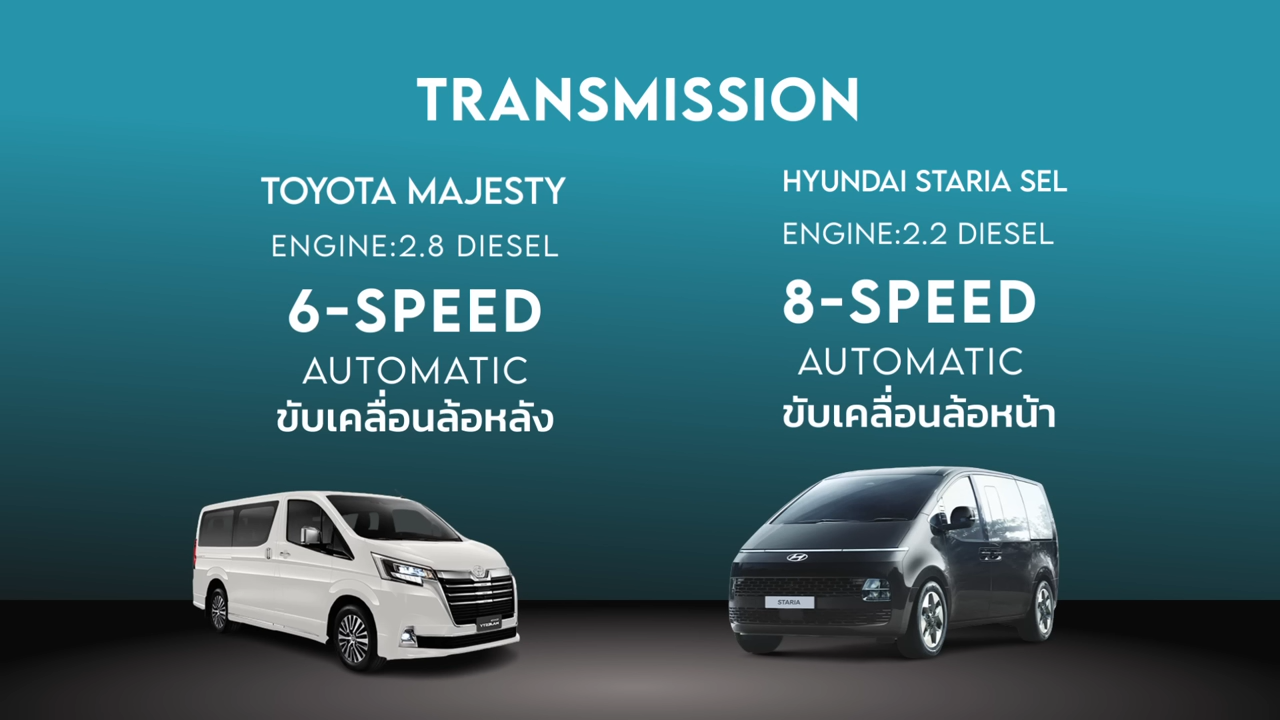 TRANSMISSION
TOYOTA MAJESTY
ENGINE:2.8 DIESEL
6-SPEED
AUTOMATIC
ขับเคลื่อนล้อหลัง
HYUNDAI STARIA SEL
ENGINE:2.2 DIESEL
8-SPEED
AUTOMATIC
ขับเคลื่อนล้อหน้า
STARIA